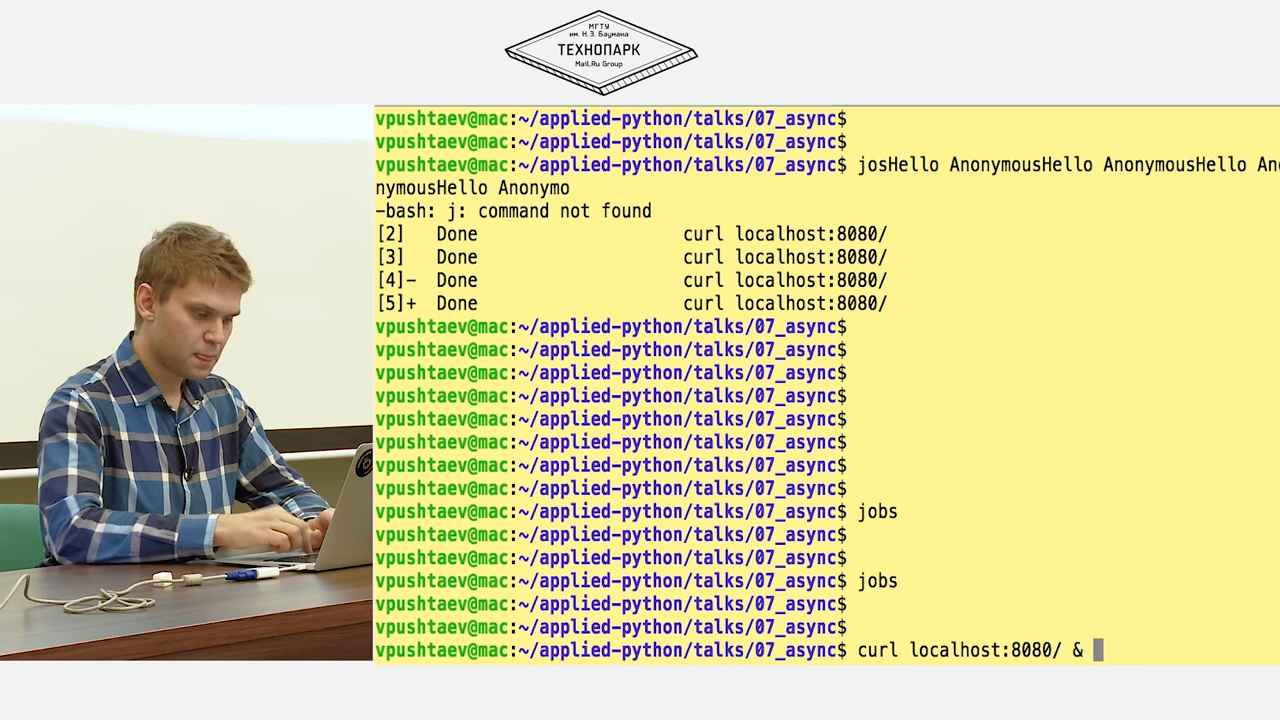 МГТУ
им. Н.Э. Баумана
ТЕХНОПАРК
Mail.Ru Group
vpushtaev@mac:~/applied-python/talks/07_async$
vpushtaev@mac:~/applied-python/talks/07_async$
vpushtaev@mac:~/applied-python/talks/07_async$ josHello AnonymousHello AnonymousHello Ano
nymousHello Anonymo
-bash: j: command not found
[2]   Done                    curl localhost:8080/
[3]   Done                    curl localhost:8080/
[4]-  Done                    curl localhost:8080/
[5]+  Done                    curl localhost:8080/
vpushtaev@mac:~/applied-python/talks/07_async$
vpushtaev@mac:~/applied-python/talks/07_async$
vpushtaev@mac:~/applied-python/talks/07_async$
vpushtaev@mac:~/applied-python/talks/07_async$
vpushtaev@mac:~/applied-python/talks/07_async$
vpushtaev@mac:~/applied-python/talks/07_async$
vpushtaev@mac:~/applied-python/talks/07_async$
vpushtaev@mac:~/applied-python/talks/07_async$
vpushtaev@mac:~/applied-python/talks/07_async$ jobs
vpushtaev@mac:~/applied-python/talks/07_async$
vpushtaev@mac:~/applied-python/talks/07_async$
vpushtaev@mac:~/applied-python/talks/07_async$ jobs
vpushtaev@mac:~/applied-python/talks/07_async$
vpushtaev@mac:~/applied-python/talks/07_async$
vpushtaev@mac:~/applied-python/talks/07_async$ curl localhost:8080/ &